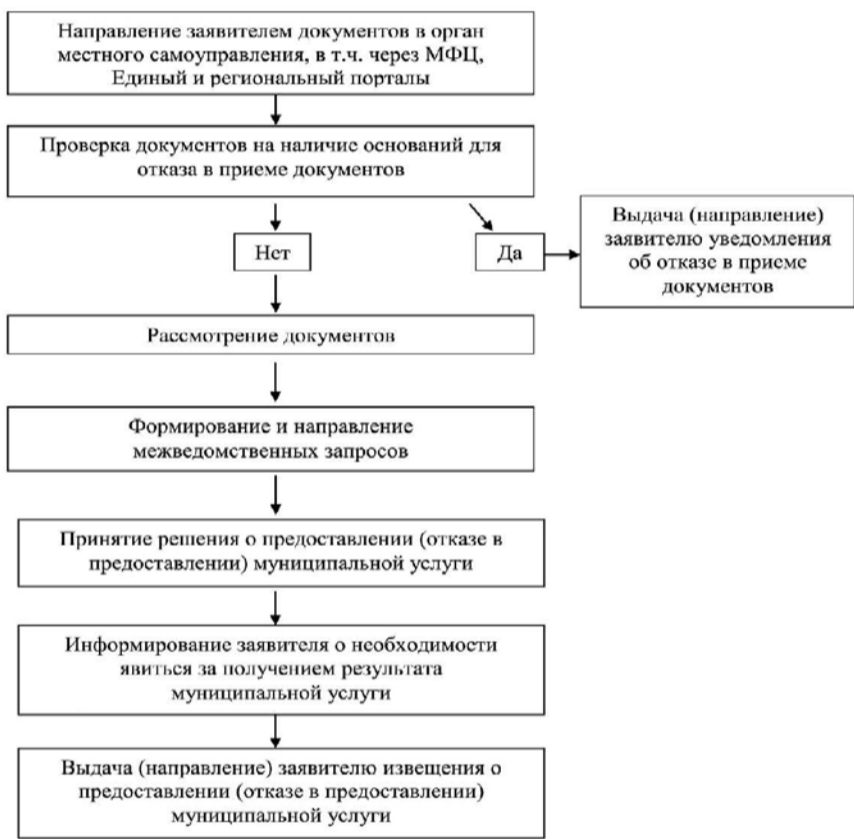 Направление заявителем документов в орган
местного самоуправления, в т.ч. через МФЦ,
Единый и региональный порталы
Проверка документов на наличие оснований для
отказа в приеме документов
Нет
Да
Выдача (направление)
заявителю уведомления
об отказе в приеме
документов
Рассмотрение документов
Формирование и направление
межведомственных запросов
Принятие решения о предоставлении (отказе в
предоставлении) муниципальной услуги
Информирование заявителя о необходимости
явиться за получением результата
муниципальной услуги
Выдача (направление) заявителю извещения о
предоставлении (отказе в предоставлении)
муниципальной услуги